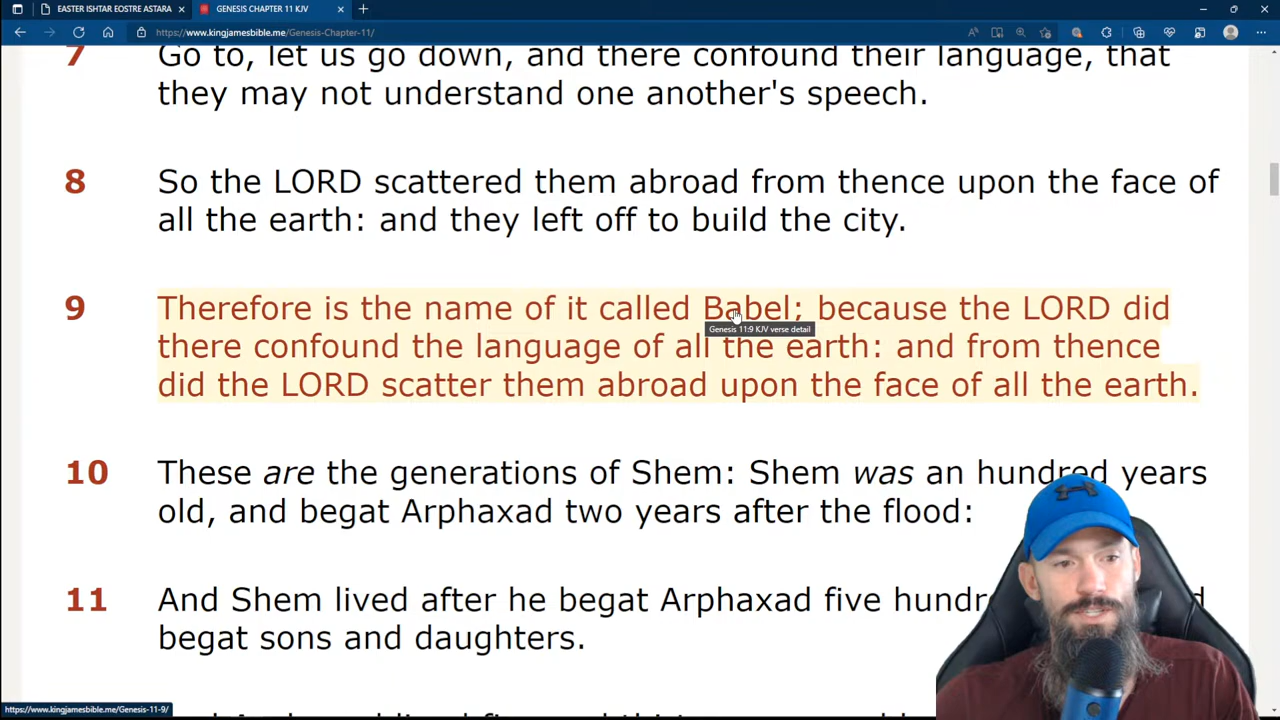 EASTER ISHTAR EOSTRE ASTARA
GENESIS CHAPTER 11 KJV
https://www.kingjamesbible.me/Genesis-Chapter-11/
7 Go to, let us go down, and there confound their language, that
they may not understand one another's speech.
8 So the LORD scattered them abroad from thence upon the face of
all the earth: and they left off to build the city.
9 Therefore is the name of it called Babel; because the LORD did
Genesis 11:9 KJV verse detail
there confound the language of all the earth: and from thence
did the LORD scatter them abroad upon the face of all the earth.
10 These are the generations of Shem: Shem was an hundred years
old, and begat Arphaxad two years after the flood:
11 And Shem lived after he begat Arphaxad five
begat sons and daughters.
https://www.kingjamesbible.me/Genesis-11-9/